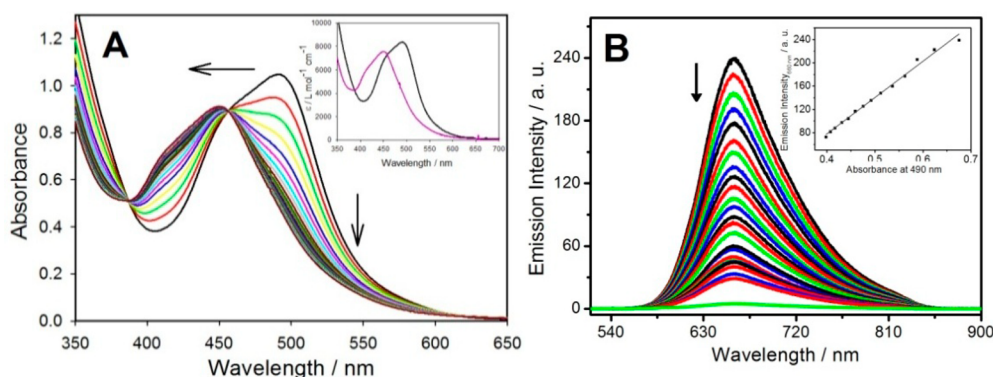 A
Absorbance
1.2
1.0
0.8
0.6
0.4
0.2
0.0
350 400 450 500 550 600 650
Wavelength / nm
ε / L mol⁻¹ cm⁻¹
10000
8000
6000
4000
2000
0
350 400 450 500 550 600 650 700
Wavelength / nm
B
Emission Intensity / a. u.
240
180
120
60
0
540 630 720 810 900
Wavelength / nm
240
200
160
120
80
0.4 0.5 0.6 0.7
Absorbance at 490 nm
Emission Intensity / a. u.